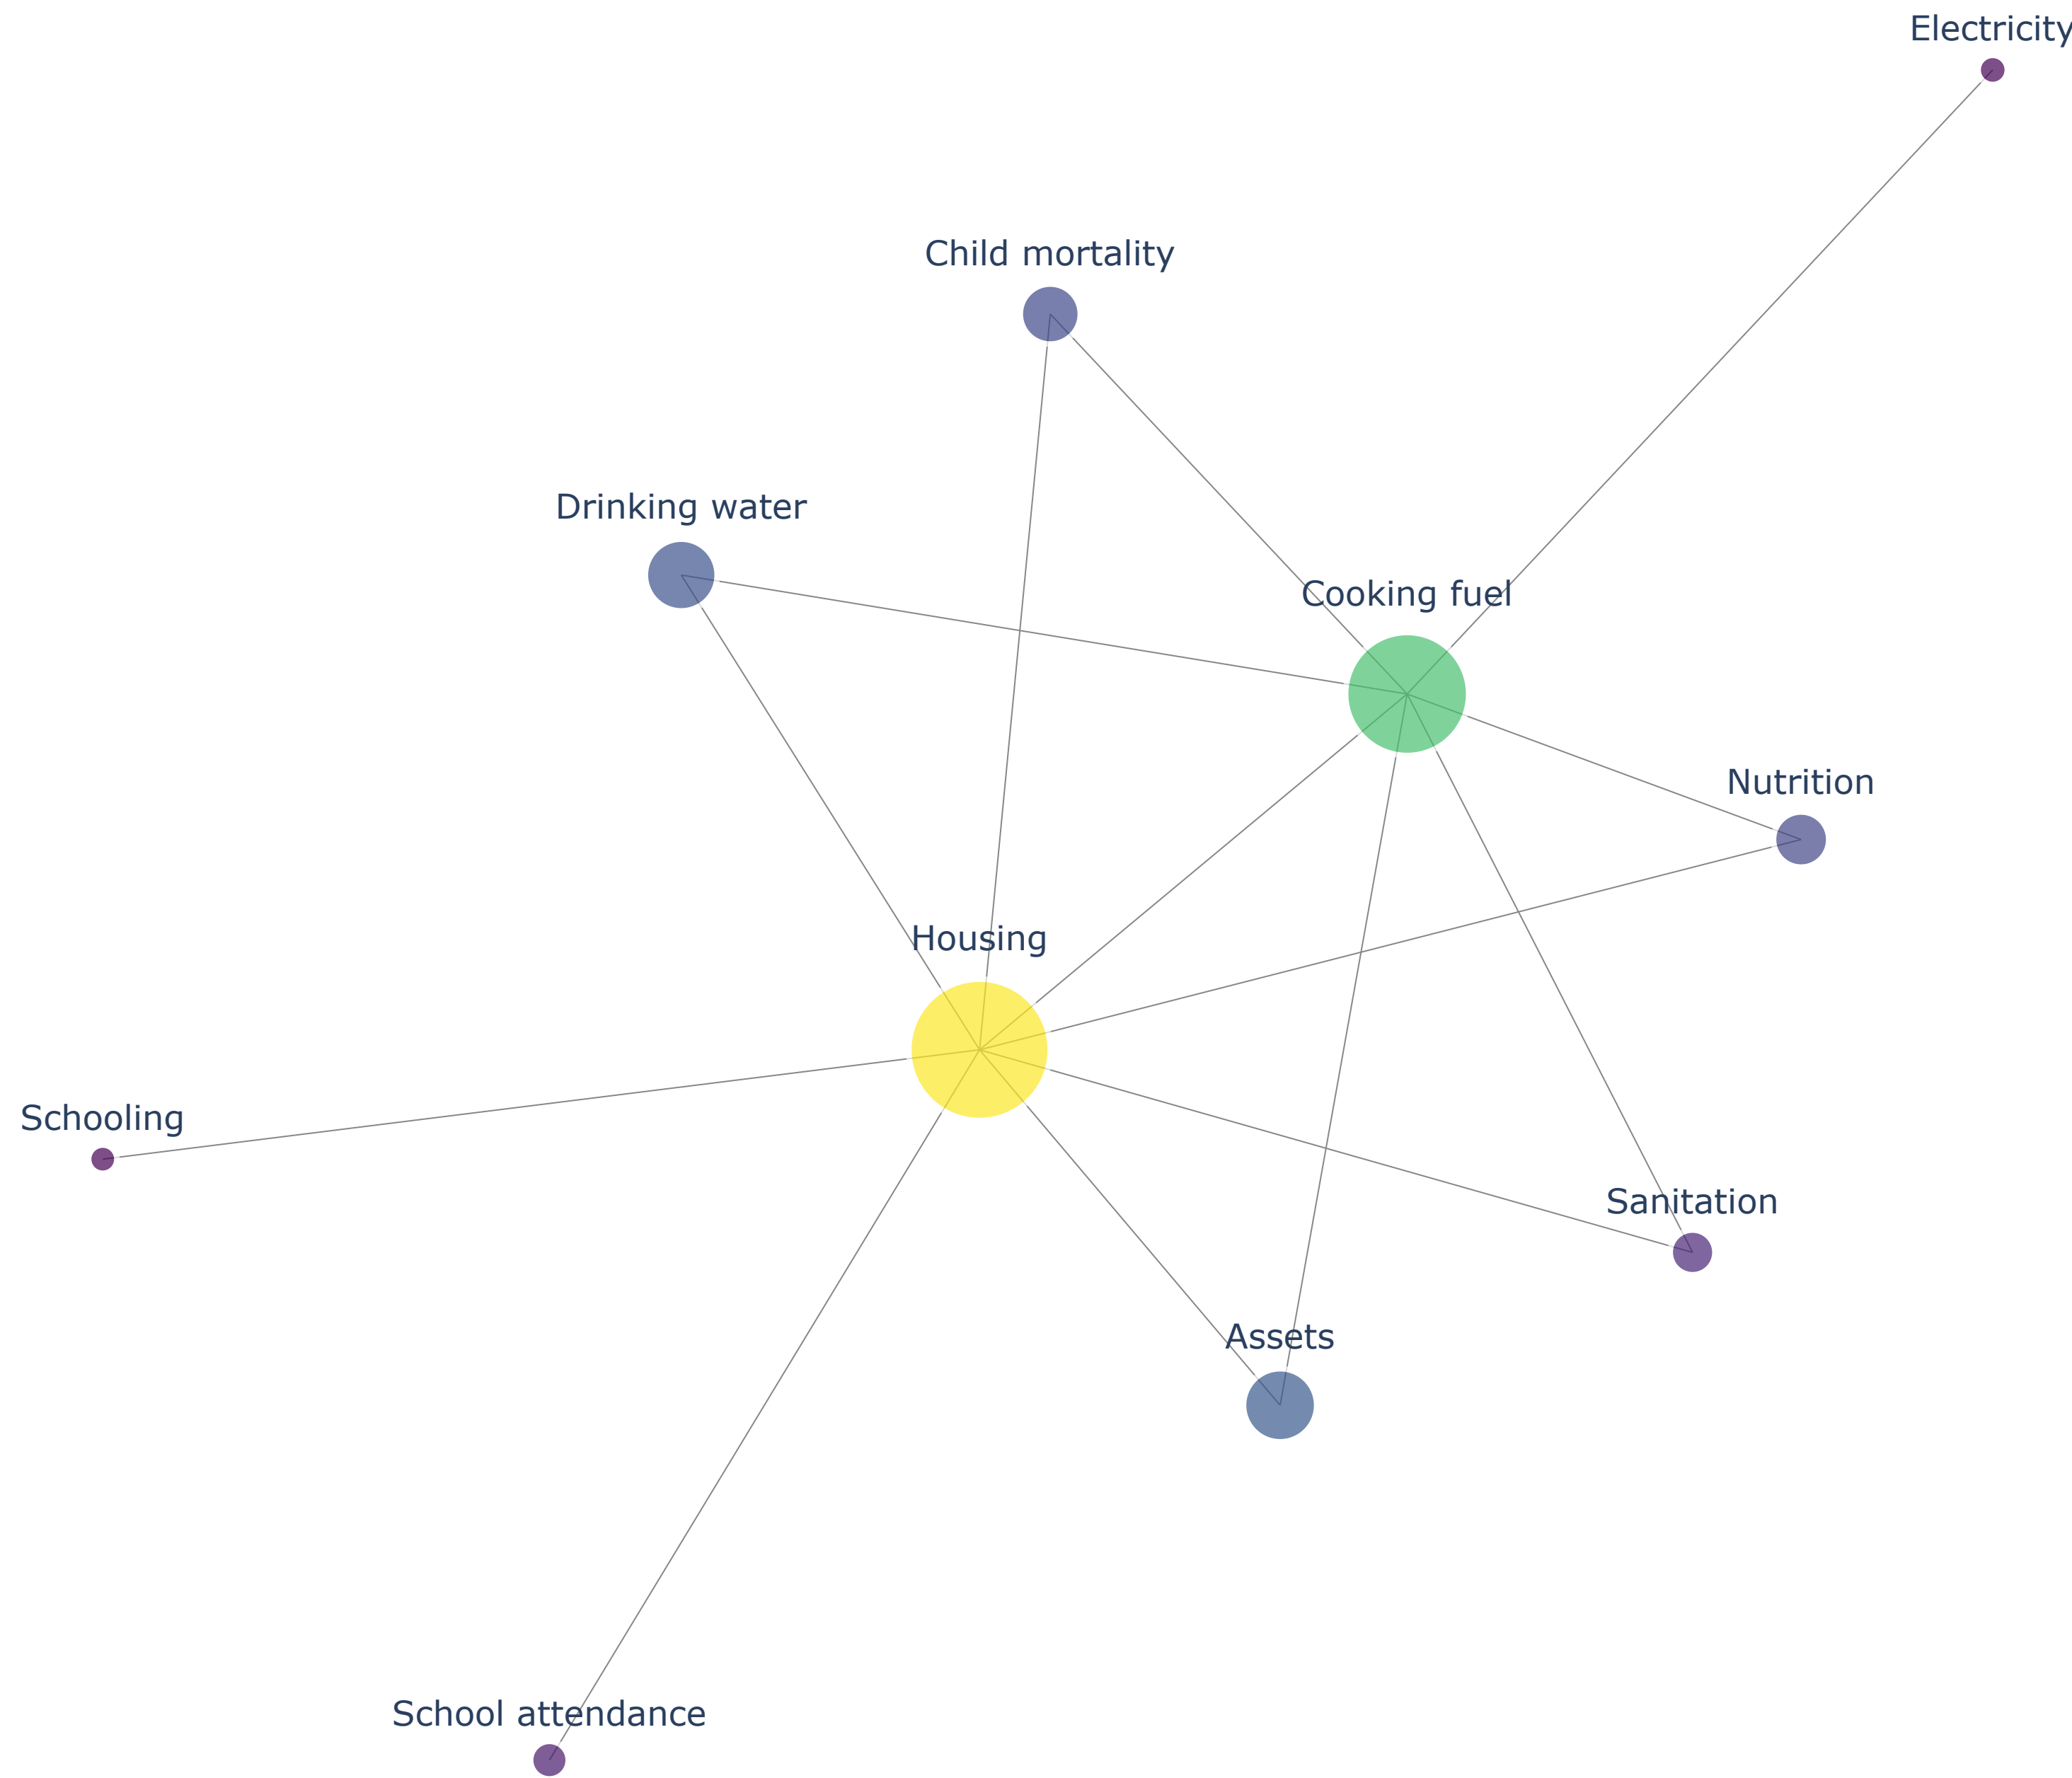 Electricity
Child mortality
Drinking water
Cooking fuel
Nutrition
Housing
Schooling
Sanitation
Assets
School attendance